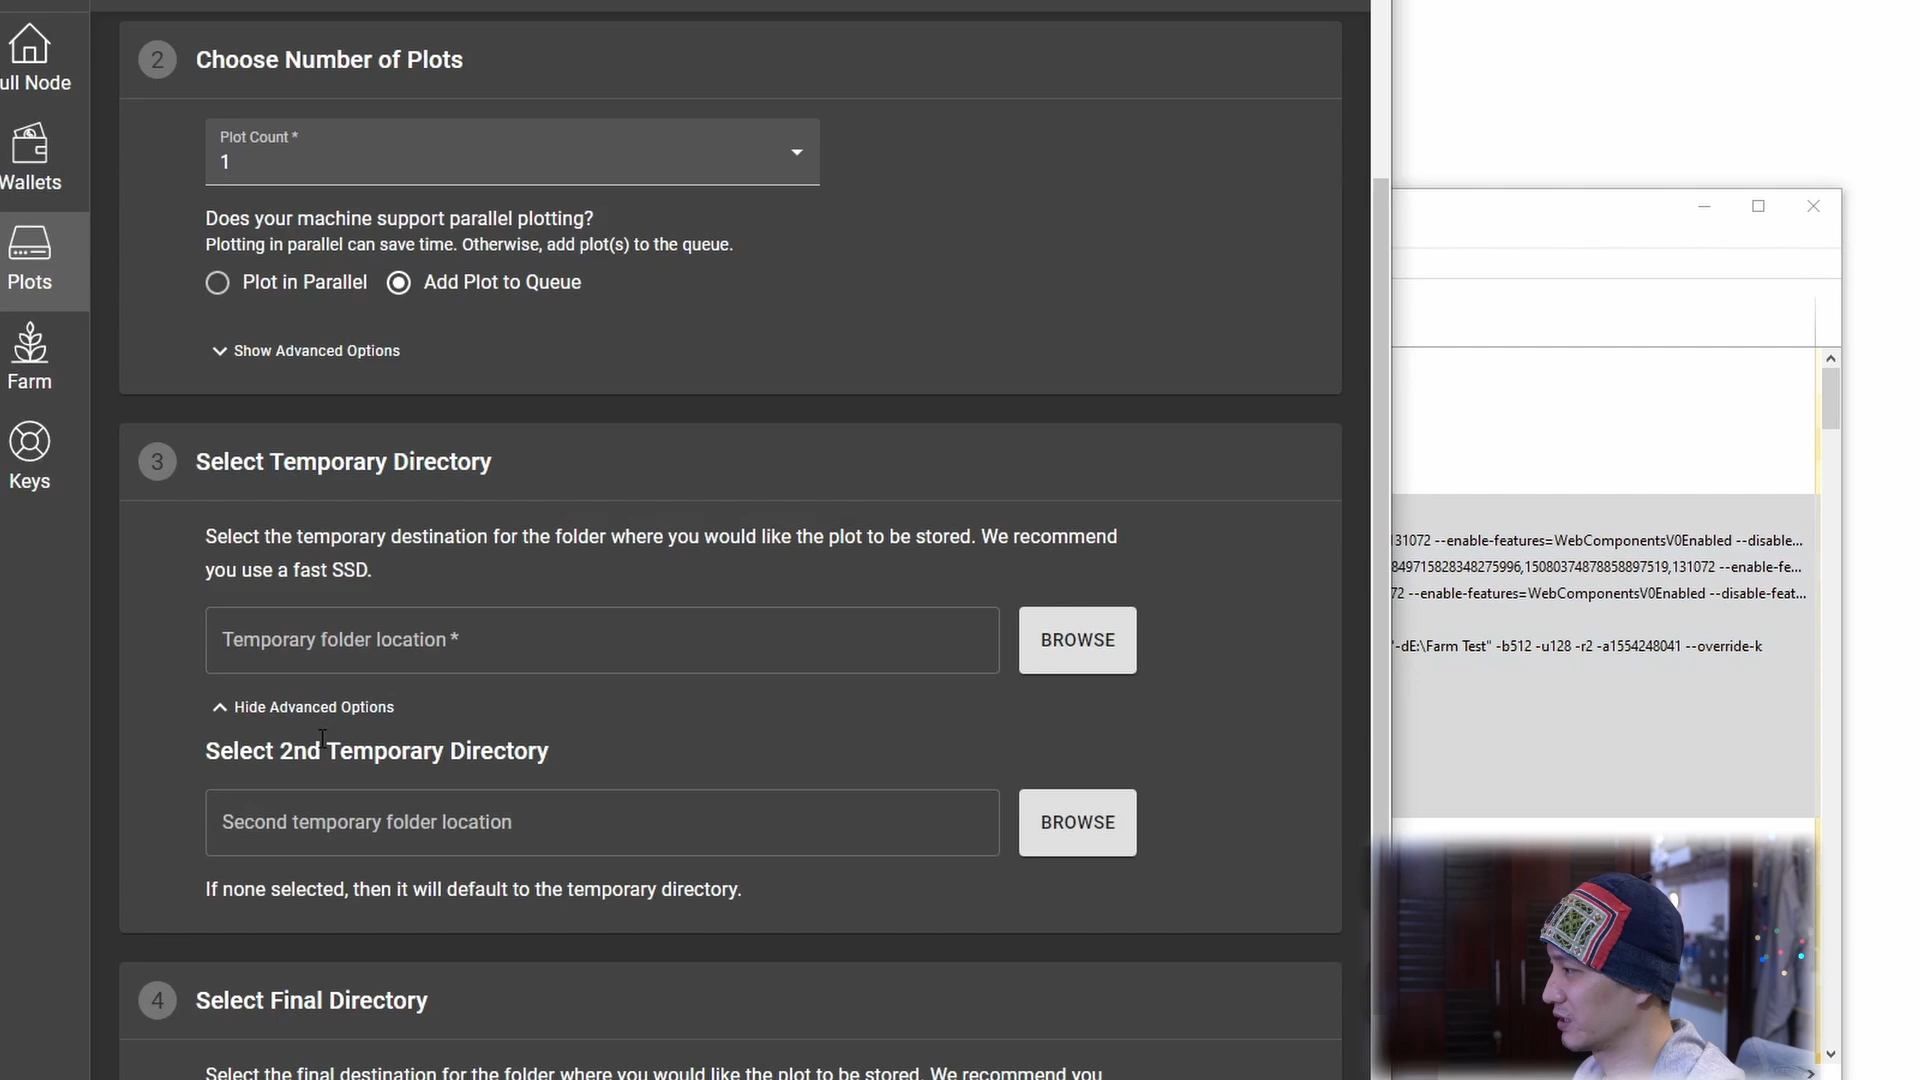 ull Node
Wallets
Plots
Farm
Keys
2 Choose Number of Plots
Plot Count *
1
Does your machine support parallel plotting?
Plotting in parallel can save time. Otherwise, add plot(s) to the queue.
Plot in Parallel Add Plot to Queue
Show Advanced Options
3 Select Temporary Directory
Select the temporary destination for the folder where you would like the plot to be stored. We recommend
you use a fast SSD.
Temporary folder location *
BROWSE
Hide Advanced Options
Select 2nd Temporary Directory
Second temporary folder location
BROWSE
If none selected, then it will default to the temporary directory.
4 Select Final Directory
Select the final destination for the folder where you would like the plot to be stored. We recommend you
31072 --enable-features=WebComponentsV0Enabled --disable...
849715828348275996,15080374878858897519,131072 --enable-fe...
72 --enable-features=WebComponentsV0Enabled --disable-feat...
"-dE:\Farm Test" -b512 -u128 -r2 -a1554248041 --override-k